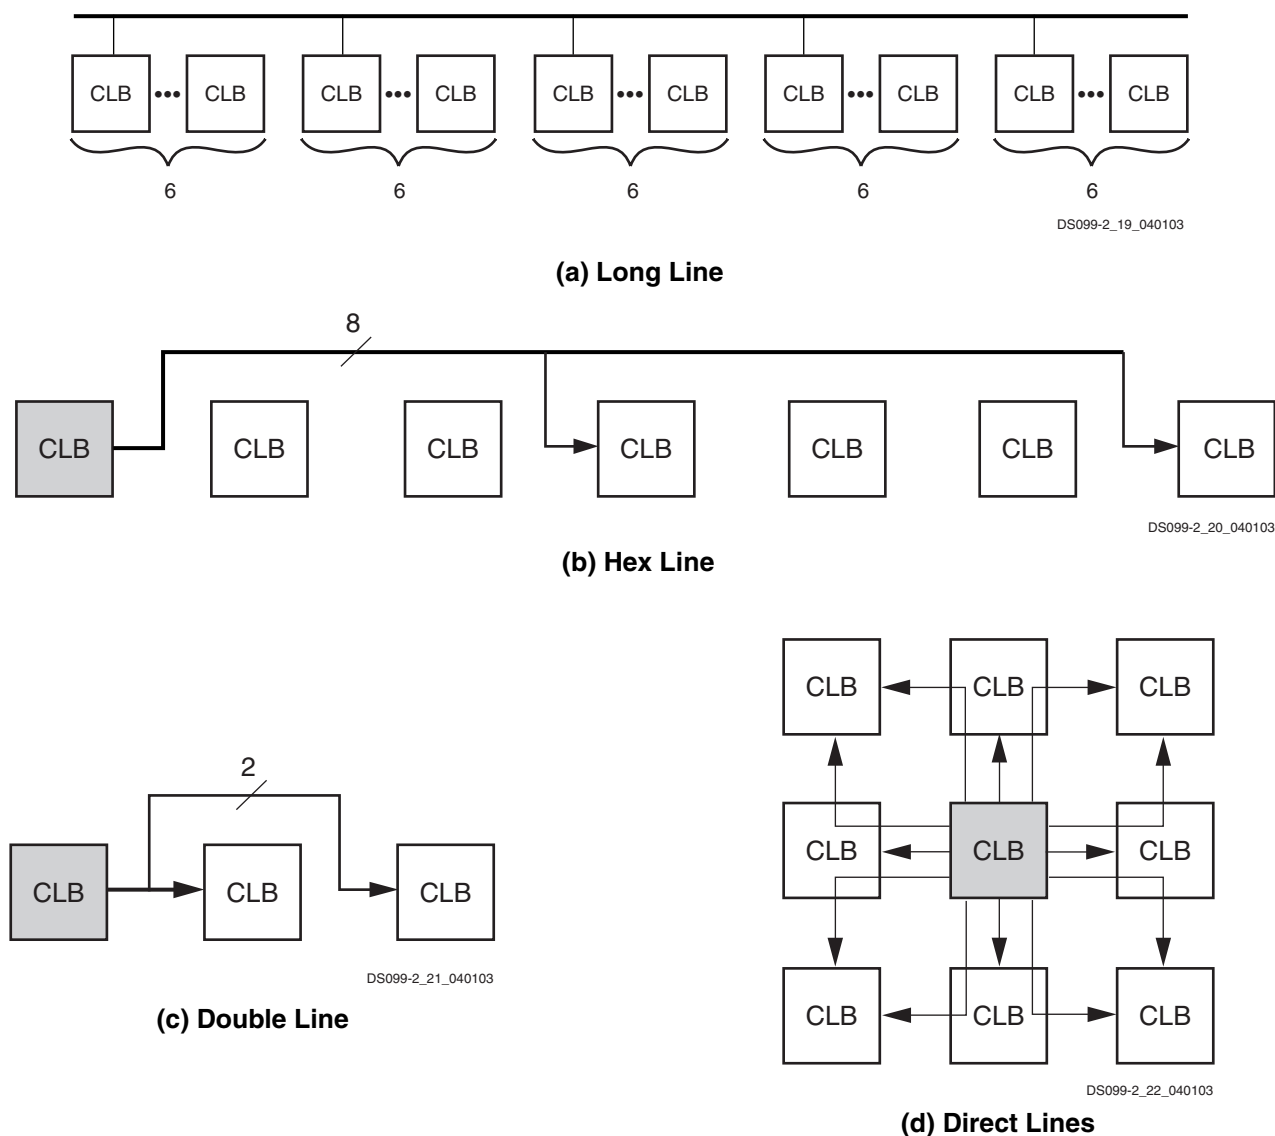 CLB ••• CLB CLB ••• CLB CLB ••• CLB CLB ••• CLB CLB ••• CLB
6 6 6 6 6
DS099-2_19_040103
(a) Long Line
8
CLB CLB CLB CLB CLB CLB CLB
DS099-2_20_040103
(b) Hex Line
2
CLB CLB CLB
DS099-2_21_040103
(c) Double Line
CLB CLB CLB
CLB CLB CLB
CLB CLB CLB
DS099-2_22_040103
(d) Direct Lines